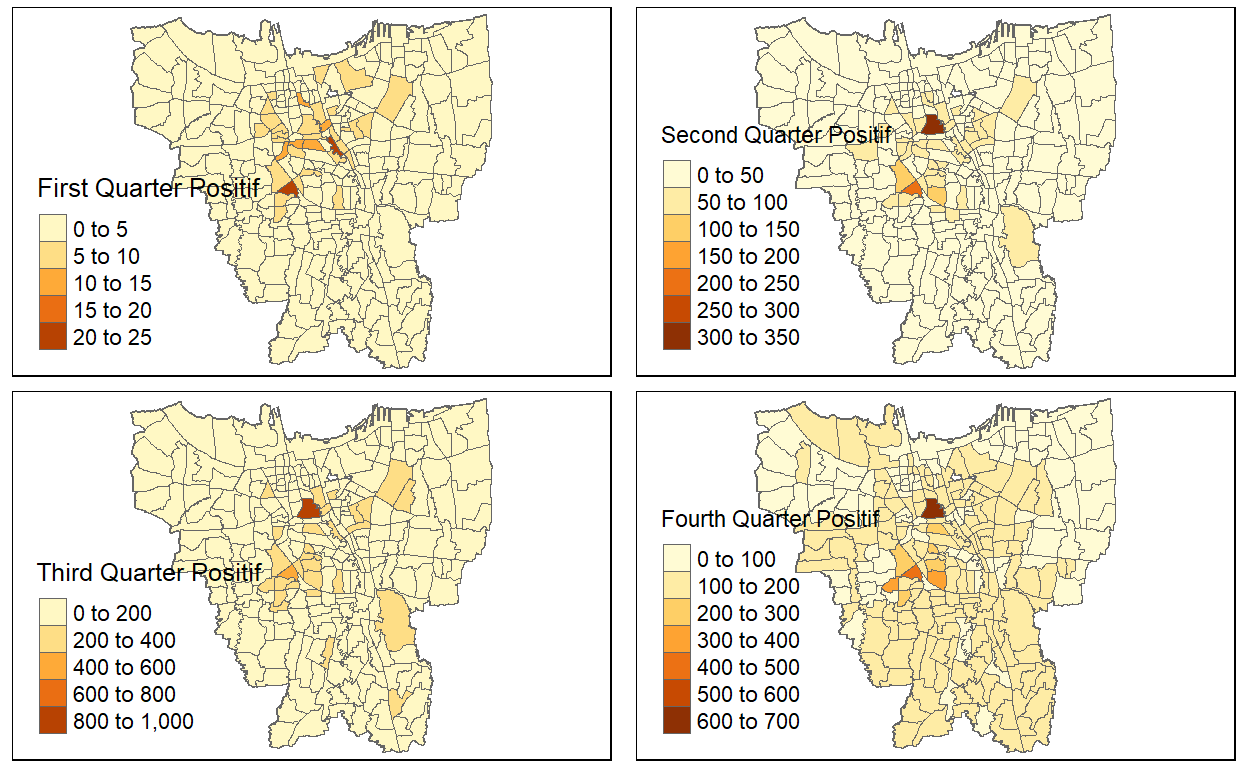 First Quarter Positif
0 to 5
5 to 10
10 to 15
15 to 20
20 to 25
Second Quarter Positif
0 to 50
50 to 100
100 to 150
150 to 200
200 to 250
250 to 300
300 to 350
Third Quarter Positif
0 to 200
200 to 400
400 to 600
600 to 800
800 to 1,000
Fourth Quarter Positif
0 to 100
100 to 200
200 to 300
300 to 400
400 to 500
500 to 600
600 to 700